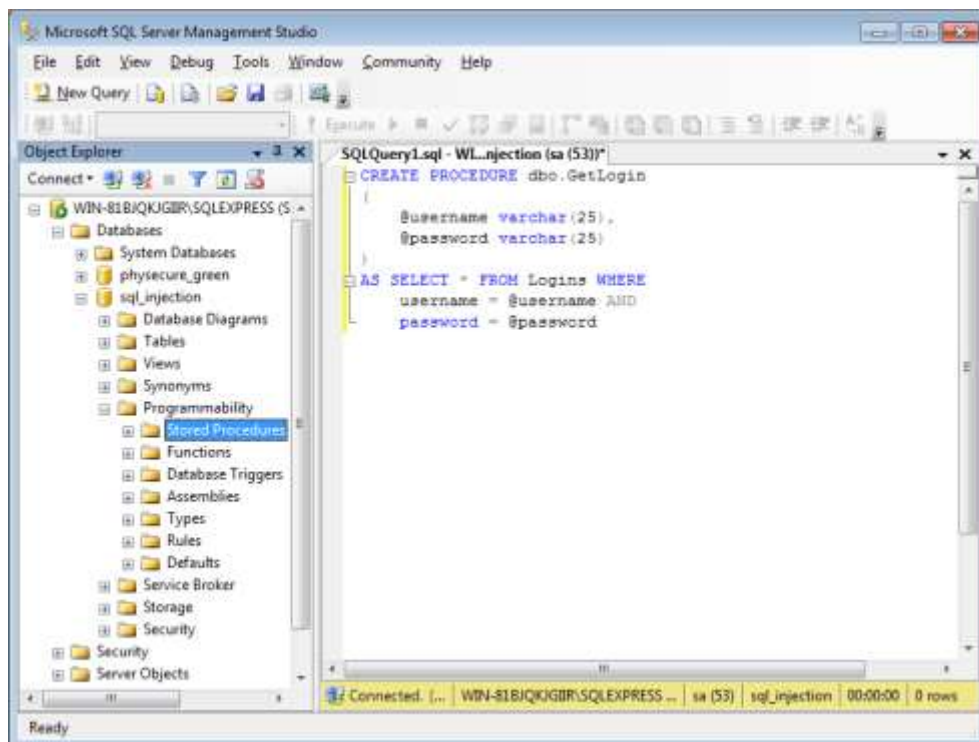 Microsoft SQL Server Management Studio
File Edit View Debug Tools Window Community Help
New Query
Execute
Object Explorer
Connect
WIN-81BJQKJGIIR\SQLEXPRESS (S
Databases
System Databases
physecure_green
sql_injection
Database Diagrams
Tables
Views
Synonyms
Programmability
Stored Procedures
Functions
Database Triggers
Assemblies
Types
Rules
Defaults
Service Broker
Storage
Security
Security
Server Objects
SQLQuery1.sql - WI...njection (sa (53))*
CREATE PROCEDURE dbo.GetLogin
(
@username varchar(25),
@password varchar(25)
)
AS SELECT * FROM Logins WHERE
username = @username AND
password = @password
Connected. (... WIN-81BJQKJGIIR\SQLEXPRESS ... sa (53) sql_injection 00:00:00 0 rows
Ready